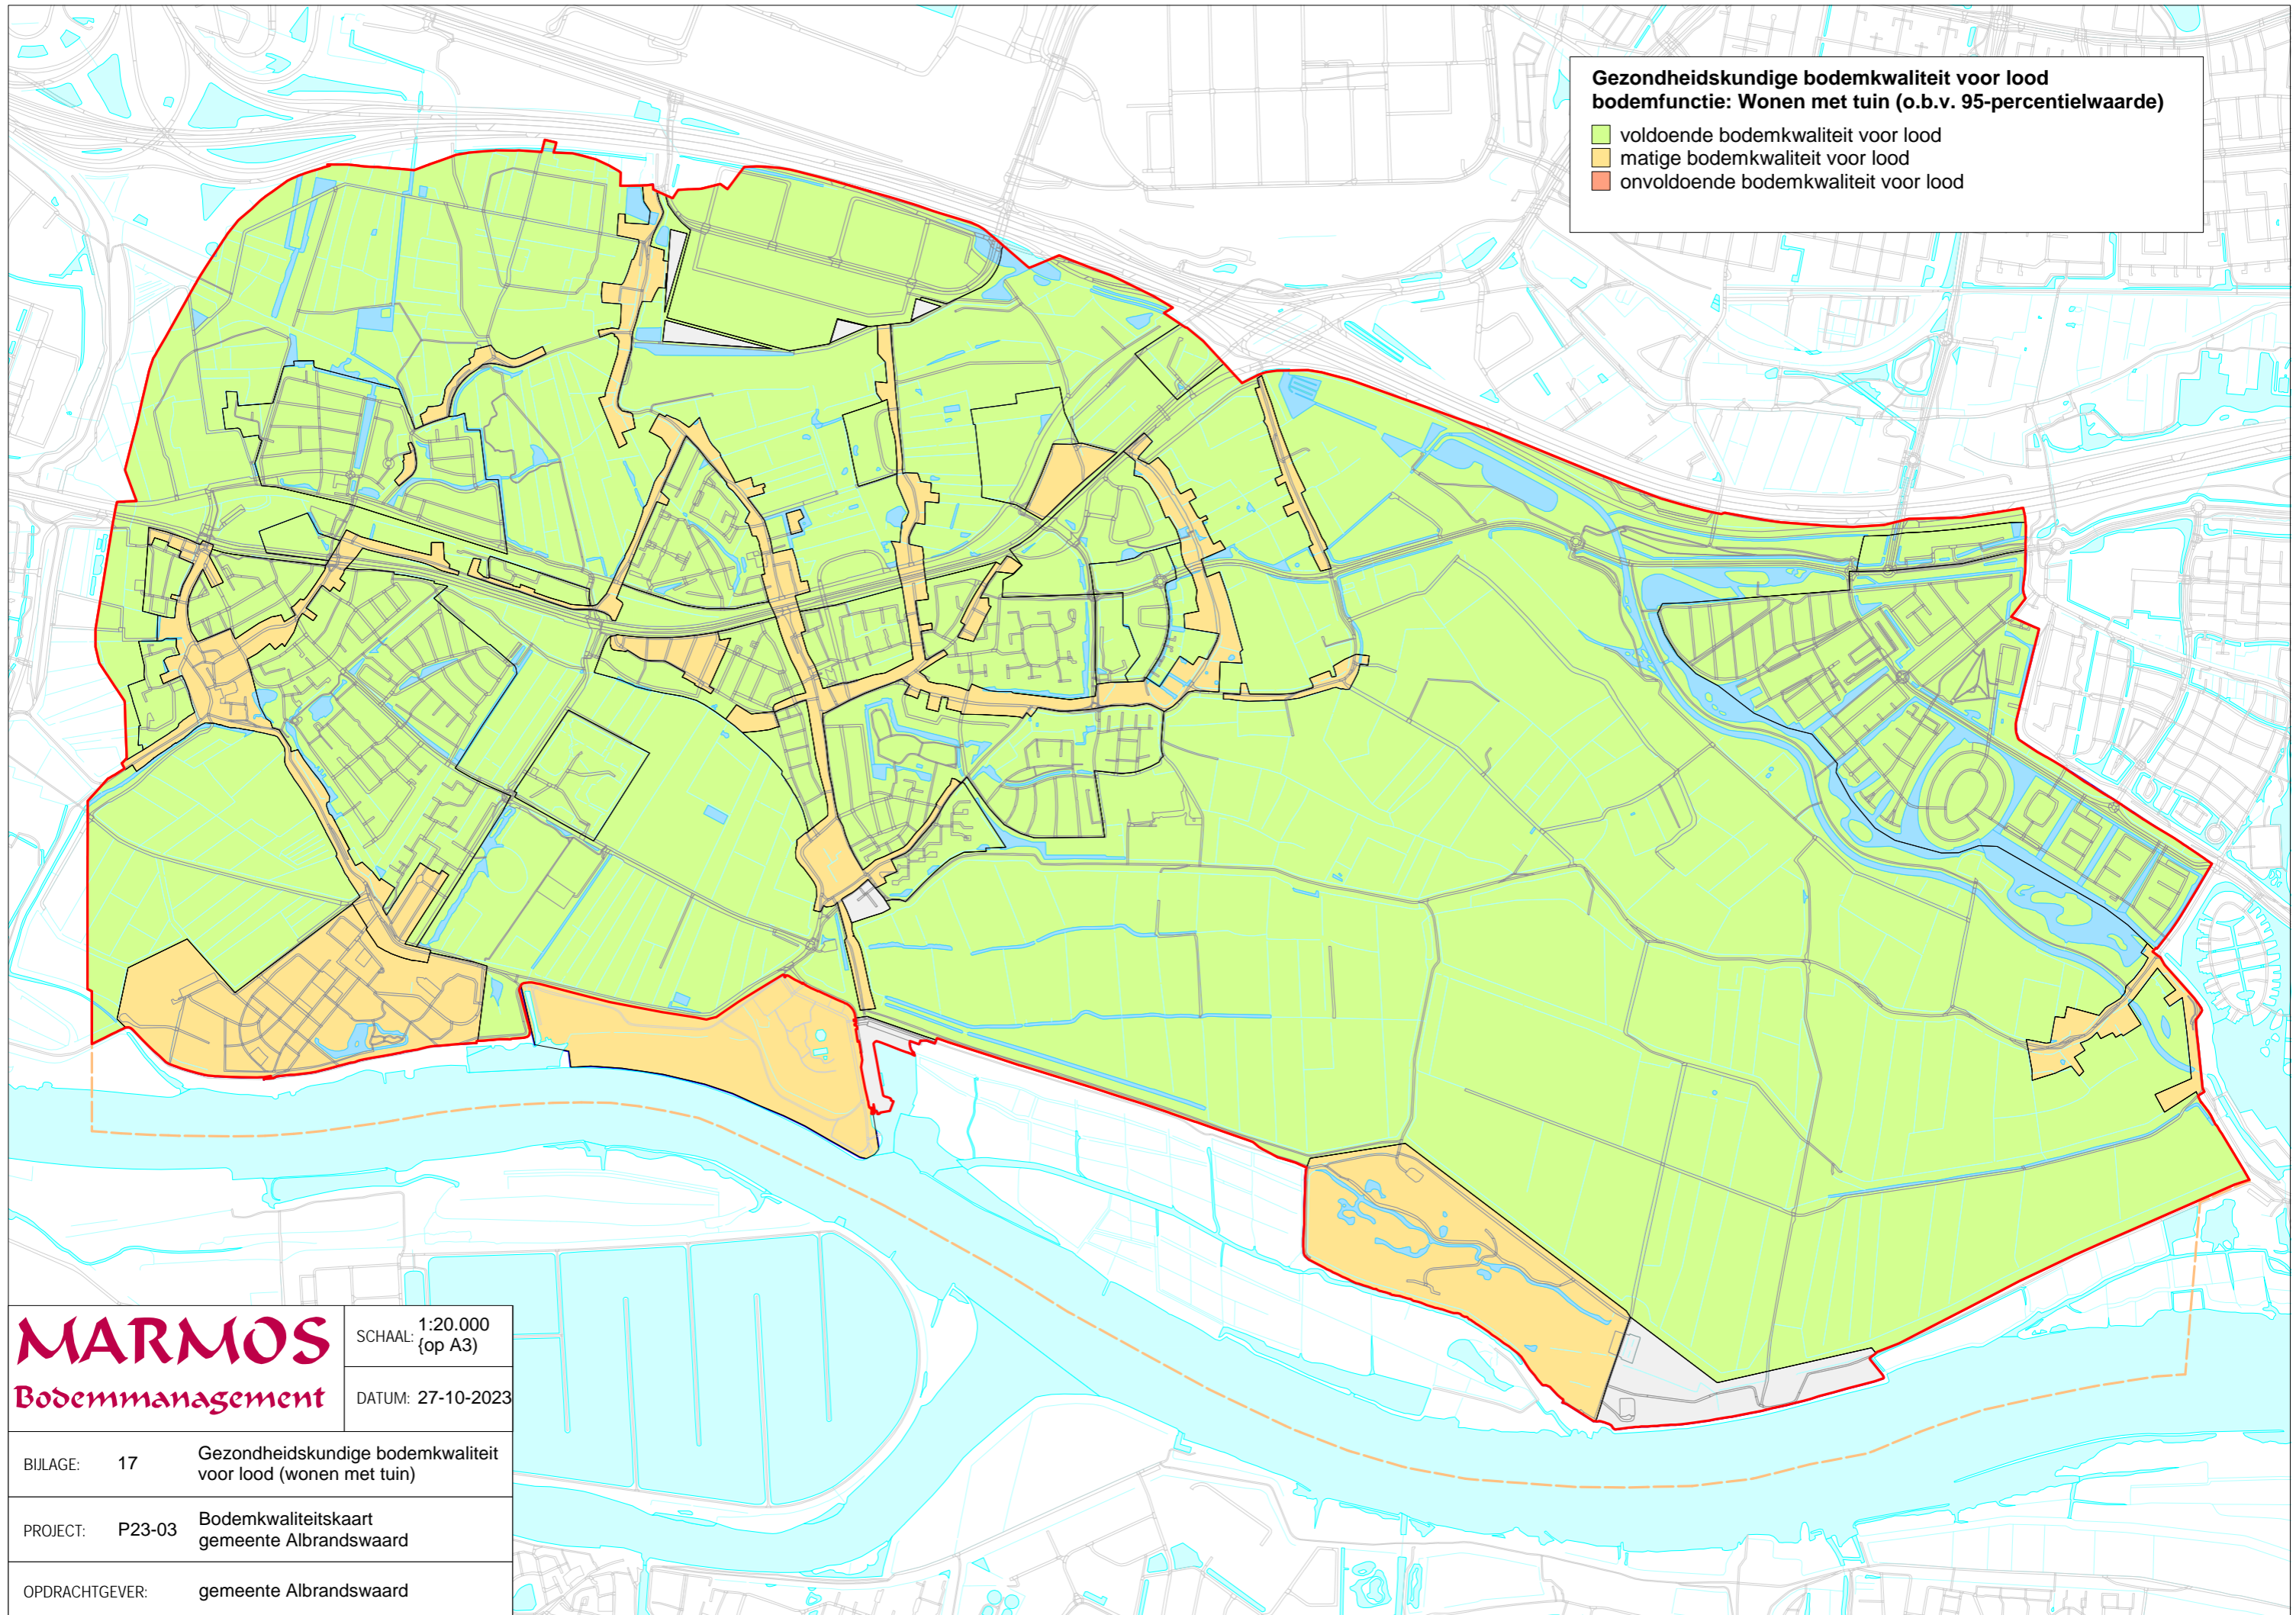 Gezondheidskundige bodemkwaliteit voor lood
bodemfunctie: Wonen met tuin (o.b.v. 95-percentielwaarde)
voldoende bodemkwaliteit voor lood
matige bodemkwaliteit voor lood
onvoldoende bodemkwaliteit voor lood
MARMOS
Bodemmanagement
SCHAAL: 1:20.000
{op A3)
DATUM: 27-10-2023
BIJLAGE: 17 Gezondheidskundige bodemkwaliteit
voor lood (wonen met tuin)
PROJECT: P23-03 Bodemkwaliteitskaart
gemeente Albrandswaard
OPDRACHTGEVER: gemeente Albrandswaard